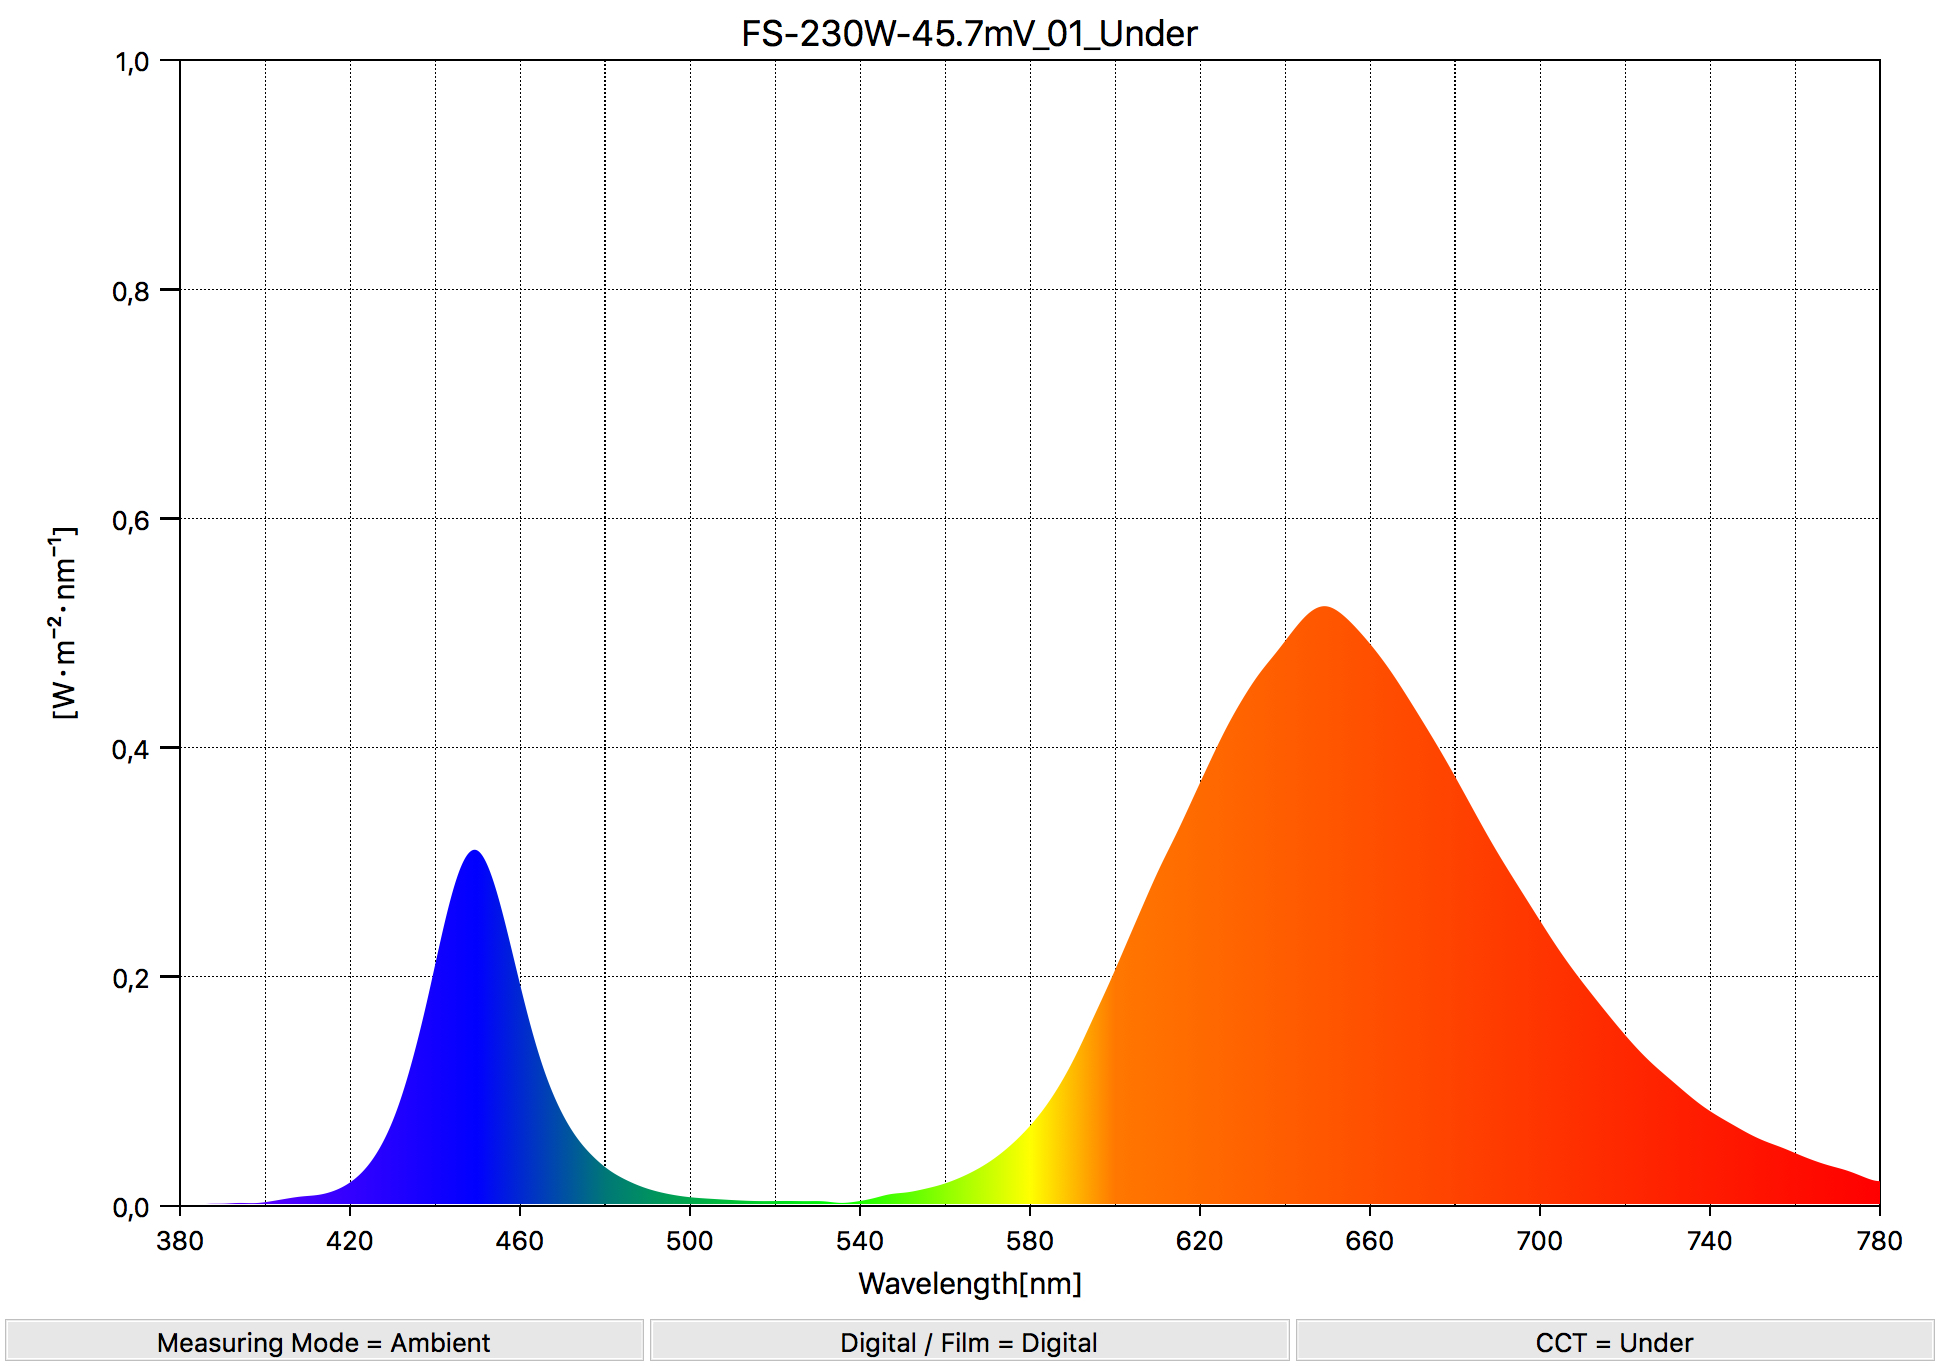 FS-230W-45.7mV_01_Under
1,0
0,8
0,6
0,4
0,2
0,0
[W·m⁻²·nm⁻¹]
380 420 460 500 540 580 620 660 700 740 780
Wavelength[nm]
Measuring Mode = Ambient Digital / Film = Digital CCT = Under